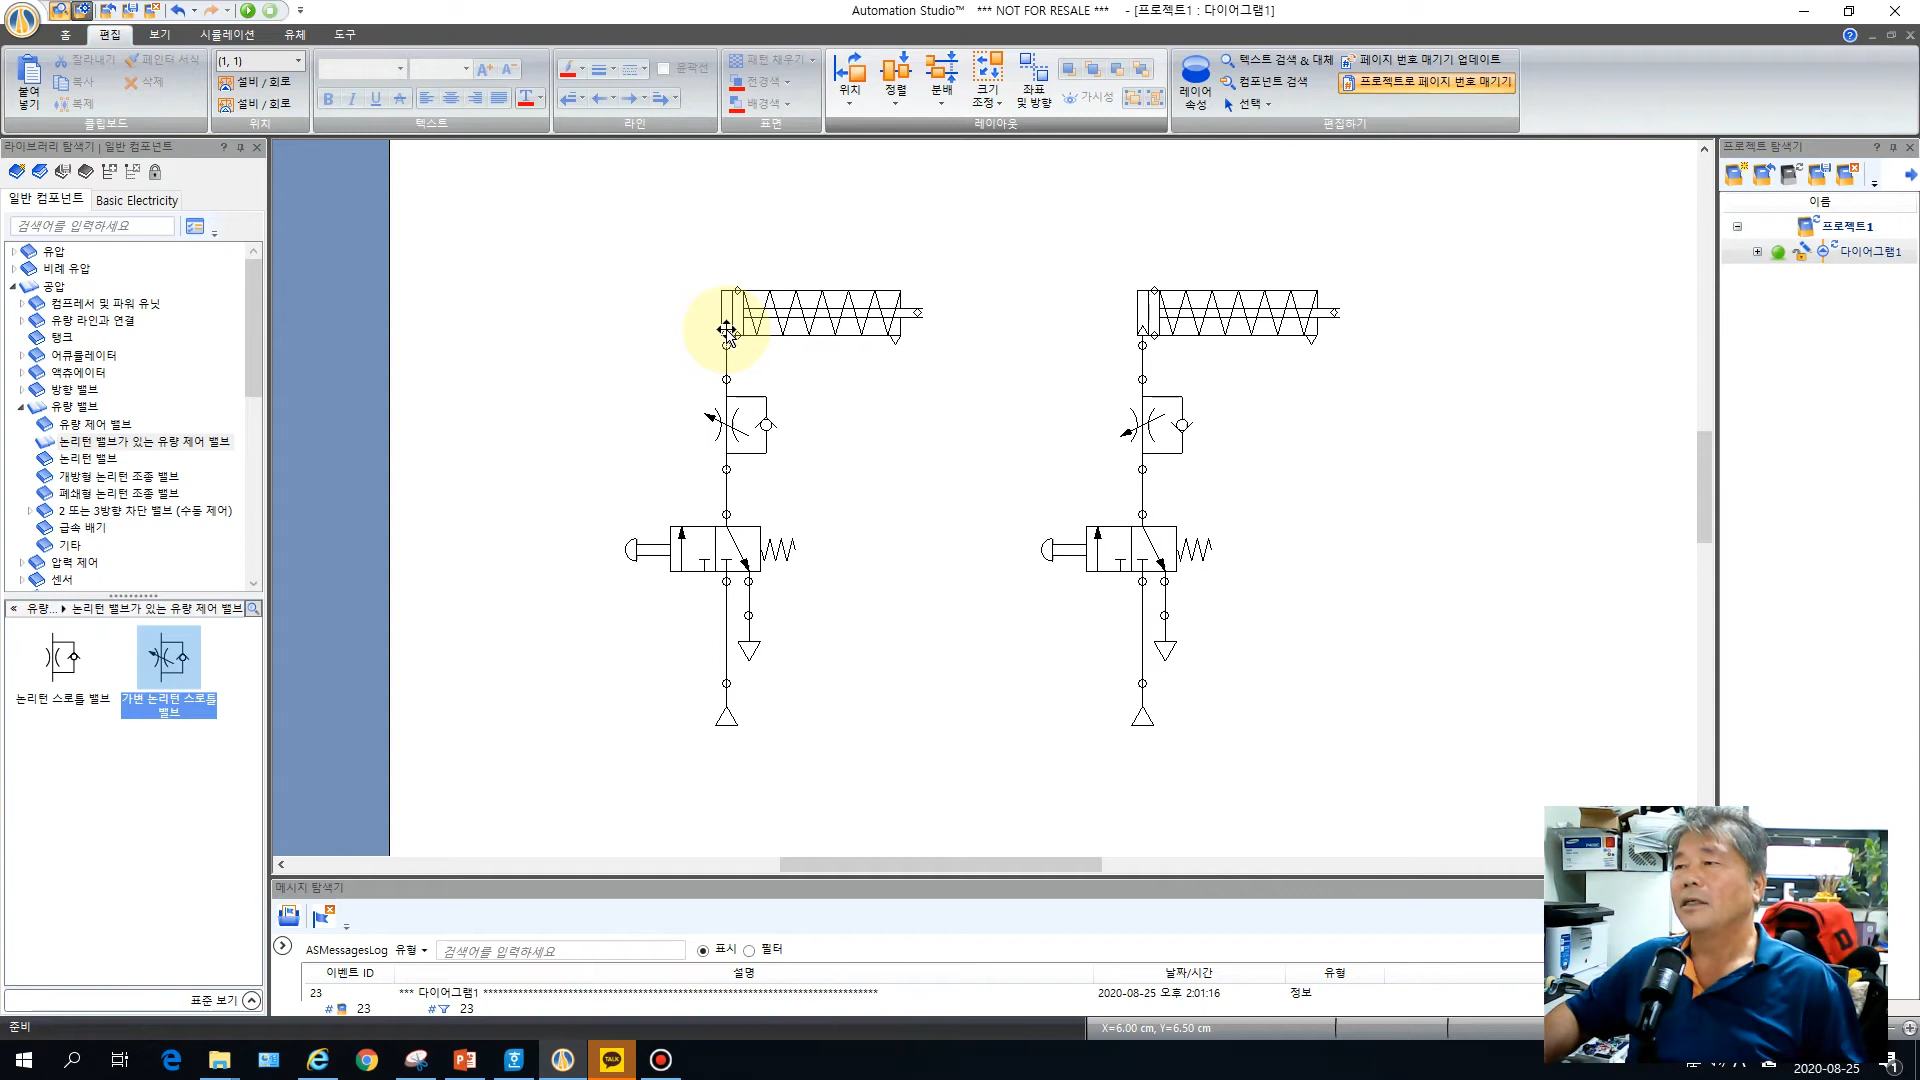 Automation Studio™ *** NOT FOR RESALE *** - [프로젝트1 : 다이어그램1]
홈 편집 보기 시뮬레이션 유체 도구
붙여넣기
잘라내기 페인터 서식
복사 삭제
복제
클립보드
(1, 1)
설비 / 회로
설비 / 회로
위치
텍스트
윤곽선
라인
패턴 채우기
전경색
배경색
표면
위치 정렬 분배 크기 조정 좌표 및 방향
가시성
레이아웃
레이어 속성
텍스트 검색 & 대체
컴포넌트 검색
선택
페이지 번호 매기기 업데이트
프로젝트로 페이지 번호 매기기
편집하기
라이브러리 탐색기 | 일반 컴포넌트
일반 컴포넌트 Basic Electricity
검색어를 입력하세요
유압
비례 유압
공압
컴프레서 및 파워 유닛
유량 라인과 연결
탱크
어큐뮬레이터
액츄에이터
방향 밸브
유량 밸브
유량 제어 밸브
논리턴 밸브가 있는 유량 제어 밸브
논리턴 밸브
개방형 논리턴 조종 밸브
폐쇄형 논리턴 조종 밸브
2 또는 3방향 차단 밸브 (수동 제어)
급속 배기
기타
압력 제어
센서
« 유량... 논리턴 밸브가 있는 유량 제어 밸브
논리턴 스로틀 밸브
가변 논리턴 스로틀
밸브
표준 보기
준비
프로젝트 탐색기
이름
프로젝트1
다이어그램1
메시지 탐색기
ASMessagesLog 유형 검색어를 입력하세요 표시 필터
이벤트 ID 설명 날짜/시간 유형
23 *** 다이어그램1 ******************************************************************************* 2020-08-25 오후 2:01:16 정보
# 23 # 23
X=6.00 cm, Y=6.50 cm
TALK
2020-08-25
1